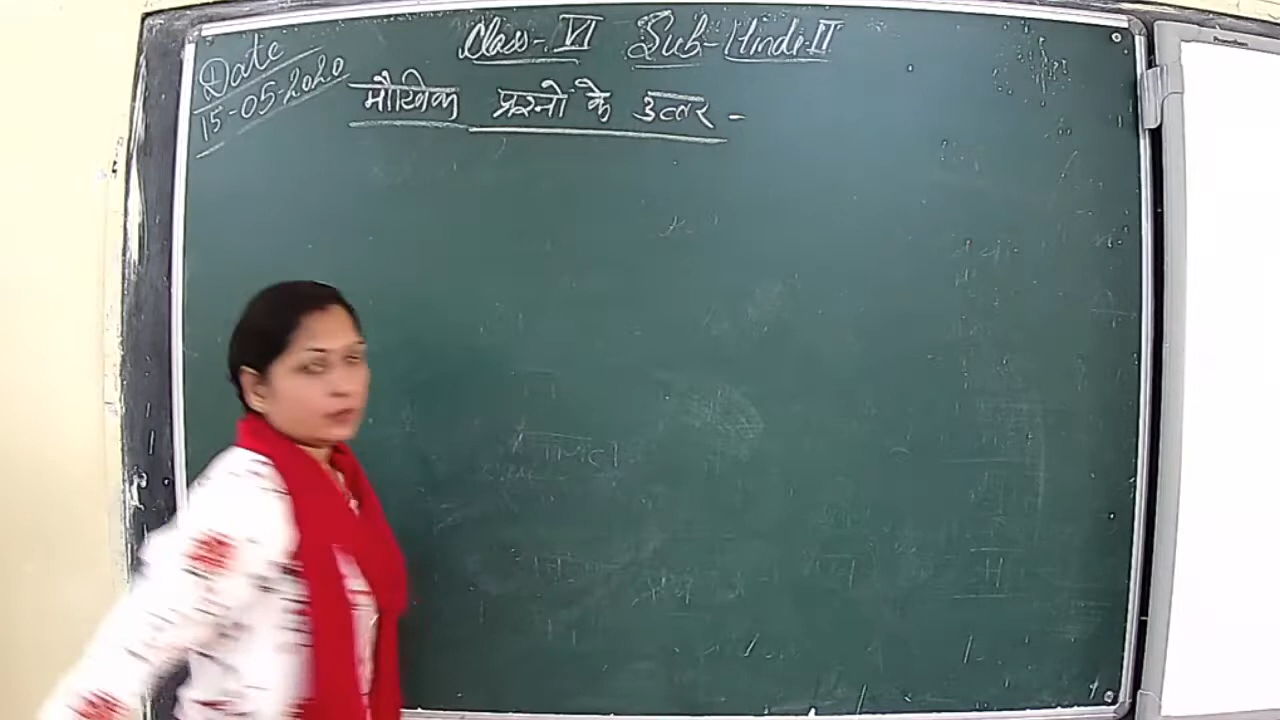 Class- VI Sub- Hindi-II
Date
15-05-2020
मौखिक प्रश्नों के उत्तर -